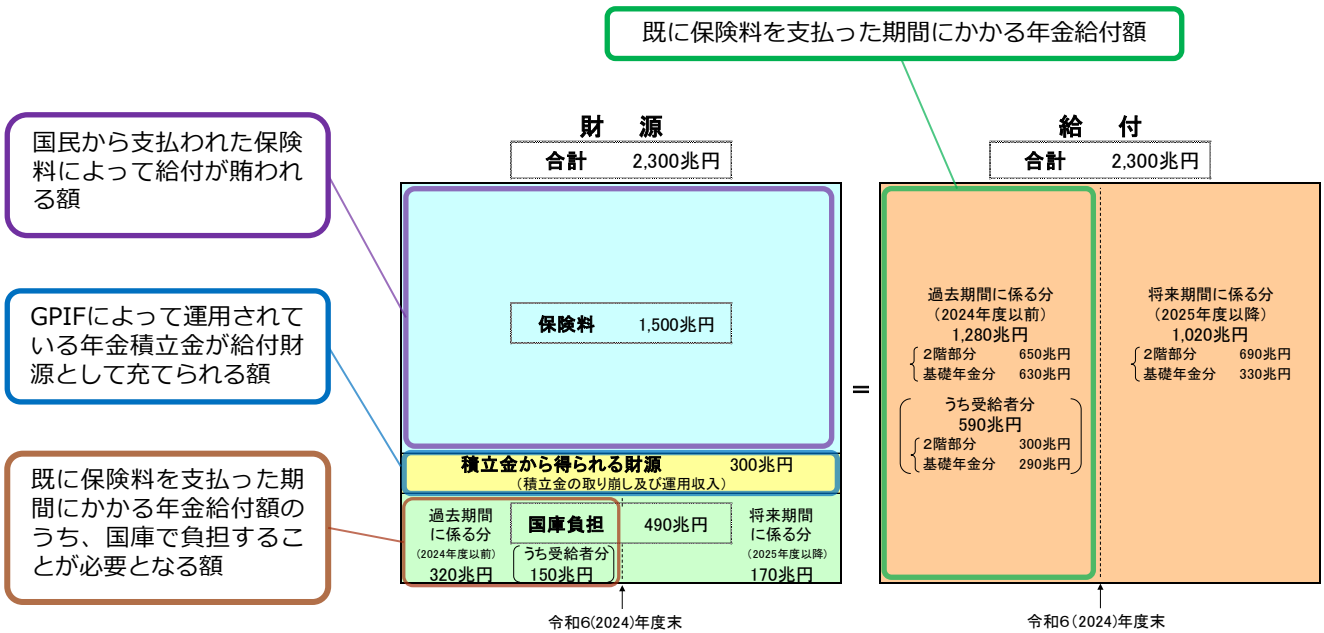 既に保険料を支払った期間にかかる年金給付額
国民から支払われた保険
料によって給付が賄われ
る額
GPIFによって運用されて
いる年金積立金が給付財
源として充てられる額
既に保険料を支払った期
間にかかる年金給付額の
うち、国庫で負担するこ
とが必要となる額
財 源
合計 2,300兆円
保険料 1,500兆円
積立金から得られる財源 300兆円
(積立金の取り崩し及び運用収入)
過去期間
に係る分
(2024年度以前)
320兆円
国庫負担 490兆円
うち受給者分
150兆円
将来期間
に係る分
(2025年度以降)
170兆円
令和6(2024)年度末
=
給 付
合計 2,300兆円
過去期間に係る分
(2024年度以前)
1,280兆円
2階部分 650兆円
基礎年金分 630兆円
うち受給者分
590兆円
2階部分 300兆円
基礎年金分 290兆円
将来期間に係る分
(2025年度以降)
1,020兆円
2階部分 690兆円
基礎年金分 330兆円
令和6(2024)年度末